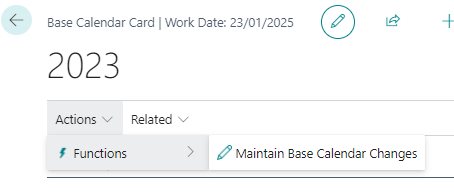 Base Calendar Card | Work Date: 23/01/2025
2023
Actions Related
Functions Maintain Base Calendar Changes